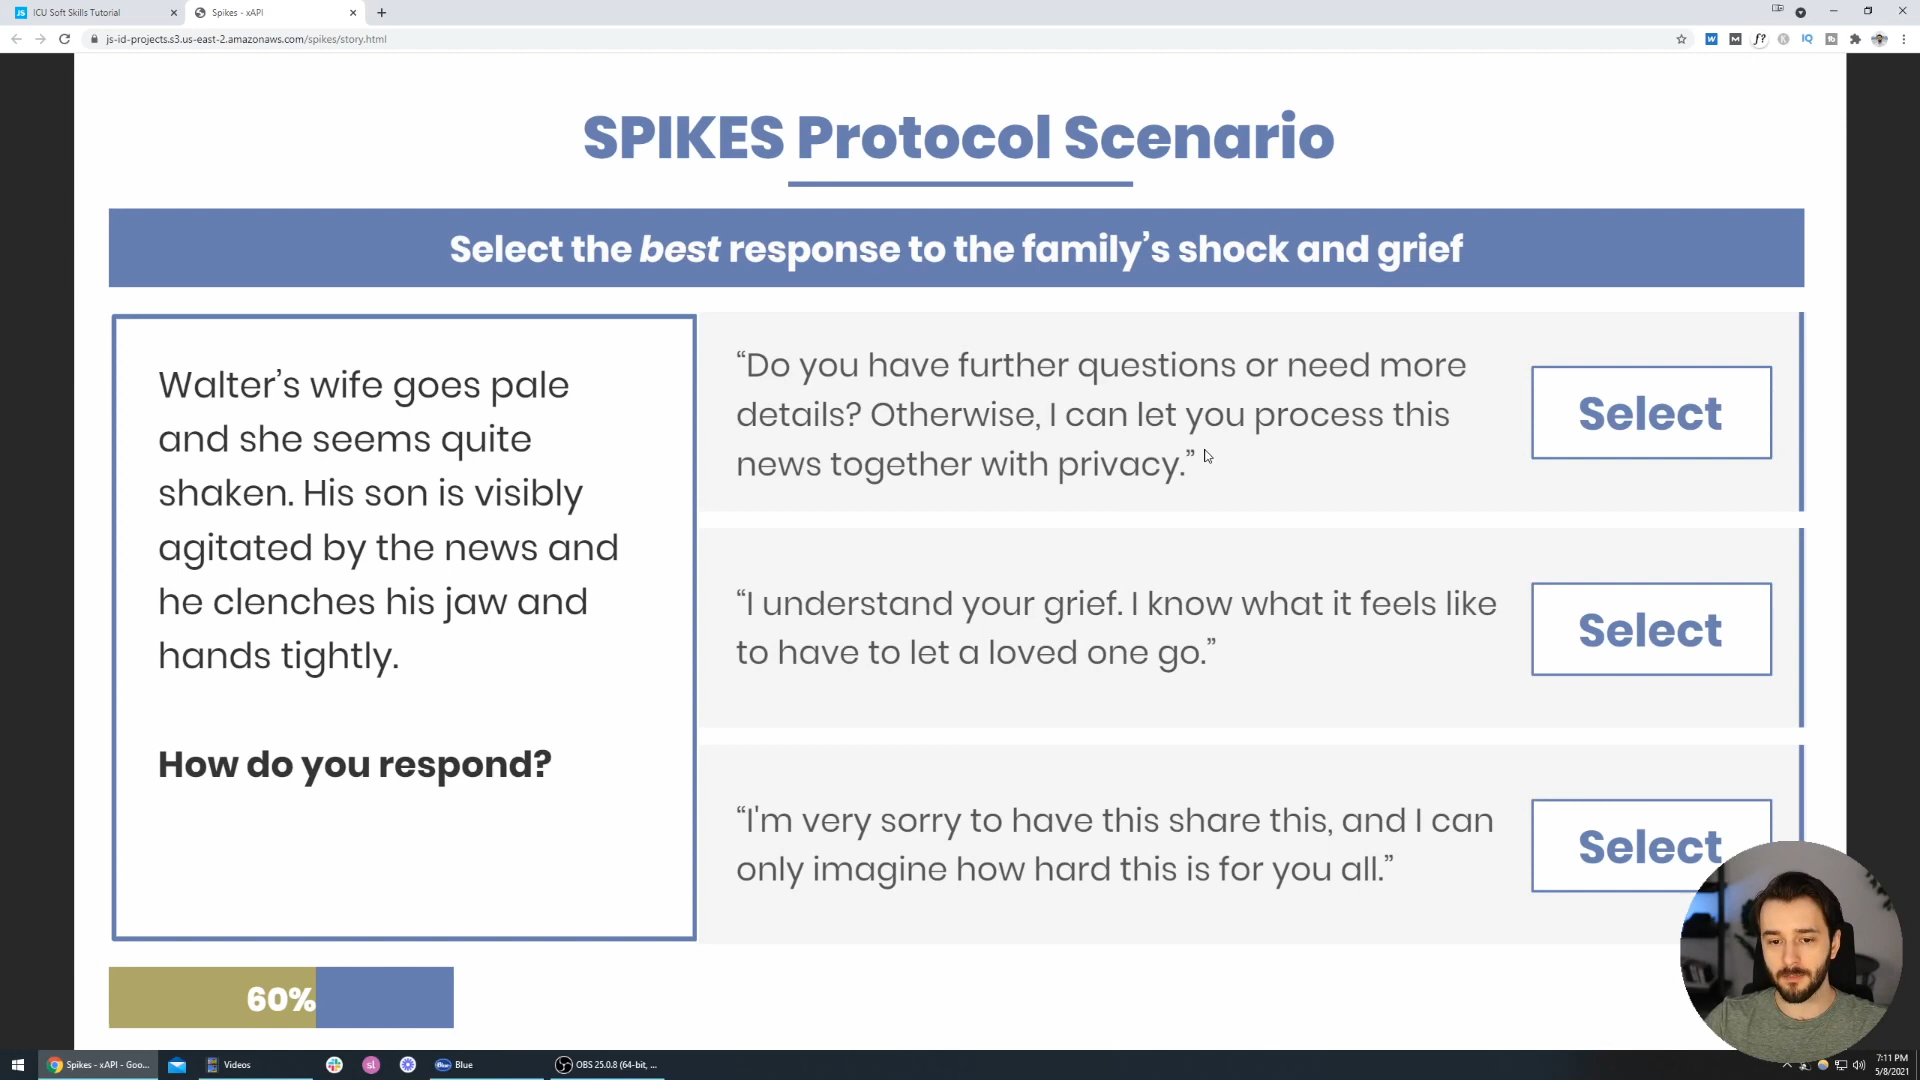 ICU Soft Skills Tutorial
Spikes - xAPI
js-id-projects.s3.us-east-2.amazonaws.com/spikes/story.html
SPIKES Protocol Scenario
Select the best response to the family’s shock and grief
Walter’s wife goes pale
and she seems quite
shaken. His son is visibly
agitated by the news and
he clenches his jaw and
hands tightly.
How do you respond?
“Do you have further questions or need more
details? Otherwise, I can let you process this
news together with privacy.”
Select
“I understand your grief. I know what it feels like
to have to let a loved one go.”
Select
“I'm very sorry to have this share this, and I can
only imagine how hard this is for you all.”
Select
60%
Spikes - xAPI - Goo...
Videos
Blue
OBS 25.0.8 (64-bit, ...
7:11 PM
5/8/2021